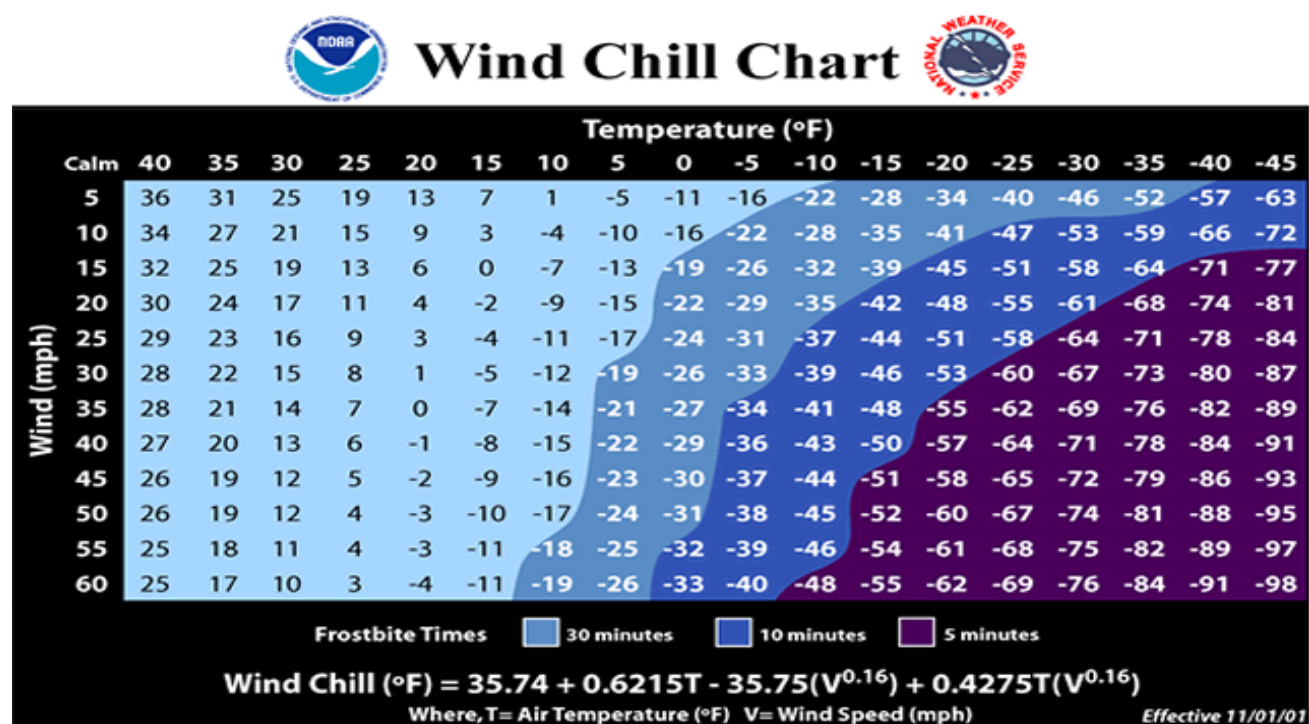 NOAA
NATIONAL OCEANIC AND ATMOSPHERIC ADMINISTRATION
U.S. DEPARTMENT OF COMMERCE
Wind Chill Chart
NATIONAL WEATHER SERVICE
Temperature (ºF)
Calm 40 35 30 25 20 15 10 5 0 -5 -10 -15 -20 -25 -30 -35 -40 -45
Wind (mph)
5 36 31 25 19 13 7 1 -5 -11 -16 -22 -28 -34 -40 -46 -52 -57 -63
10 34 27 21 15 9 3 -4 -10 -16 -22 -28 -35 -41 -47 -53 -59 -66 -72
15 32 25 19 13 6 0 -7 -13 -19 -26 -32 -39 -45 -51 -58 -64 -71 -77
20 30 24 17 11 4 -2 -9 -15 -22 -29 -35 -42 -48 -55 -61 -68 -74 -81
25 29 23 16 9 3 -4 -11 -17 -24 -31 -37 -44 -51 -58 -64 -71 -78 -84
30 28 22 15 8 1 -5 -12 -19 -26 -33 -39 -46 -53 -60 -67 -73 -80 -87
35 28 21 14 7 0 -7 -14 -21 -27 -34 -41 -48 -55 -62 -69 -76 -82 -89
40 27 20 13 6 -1 -8 -15 -22 -29 -36 -43 -50 -57 -64 -71 -78 -84 -91
45 26 19 12 5 -2 -9 -16 -23 -30 -37 -44 -51 -58 -65 -72 -79 -86 -93
50 26 19 12 4 -3 -10 -17 -24 -31 -38 -45 -52 -60 -67 -74 -81 -88 -95
55 25 18 11 4 -3 -11 -18 -25 -32 -39 -46 -54 -61 -68 -75 -82 -89 -97
60 25 17 10 3 -4 -11 -19 -26 -33 -40 -48 -55 -62 -69 -76 -84 -91 -98
Frostbite Times 30 minutes 10 minutes 5 minutes
Wind Chill (ºF) = 35.74 + 0.6215T - 35.75(V^0.16) + 0.4275T(V^0.16)
Where, T= Air Temperature (ºF) V= Wind Speed (mph)
Effective 11/01/01